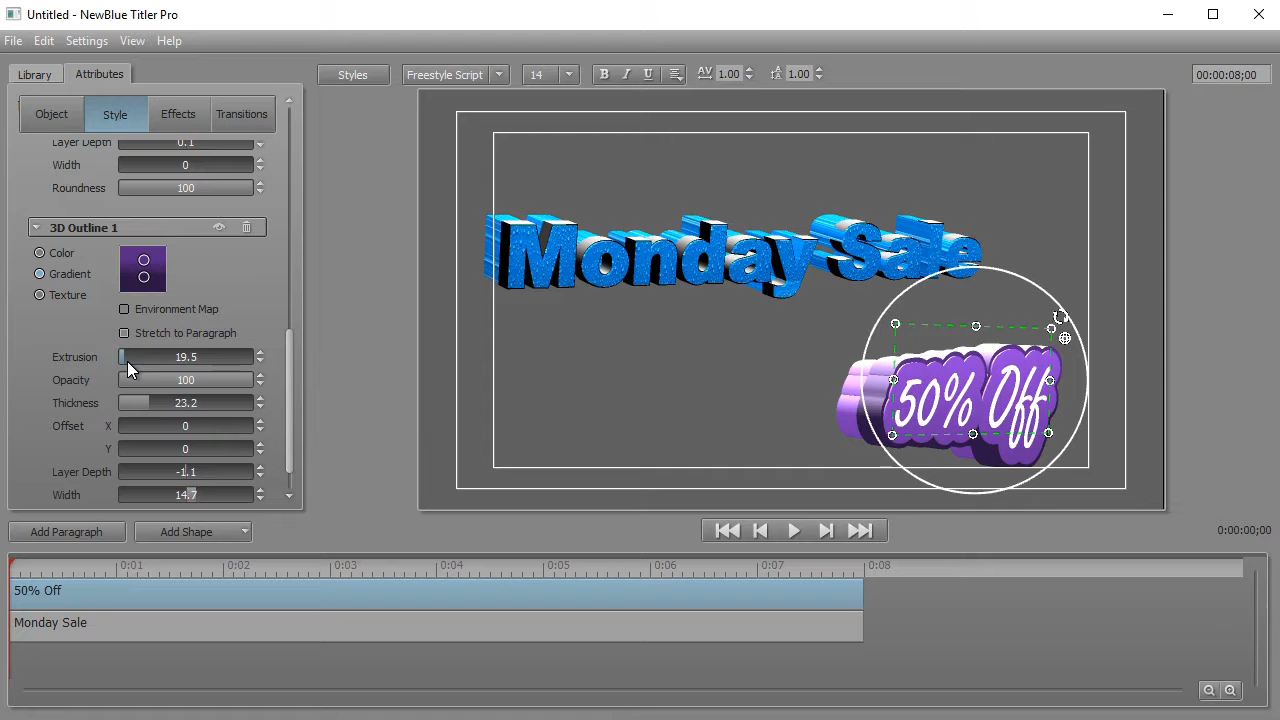 Untitled - NewBlue Titler Pro
File Edit Settings View Help
Library Attributes Styles Freestyle Script 14 B I U AV 1.00 1.00 00:00:08;00
Object Style Effects Transitions
Layer Depth 0.1
Width 0
Roundness 100
3D Outline 1
Color
Gradient
Texture
Environment Map
Stretch to Paragraph
Extrusion 19.5
Opacity 100
Thickness 23.2
Offset X 0
Y 0
Layer Depth -1.1
Width 14.7
Monday Sale
50% Off
Add Paragraph Add Shape 0:00:00;00
0:01 0:02 0:03 0:04 0:05 0:06 0:07 0:08
50% Off
Monday Sale